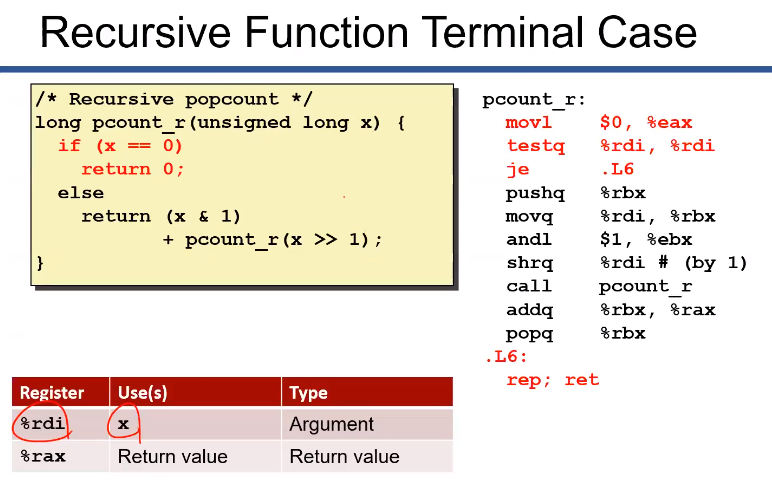 Recursive Function Terminal Case
/* Recursive popcount */
long pcount_r(unsigned long x) {
  if (x == 0)
    return 0;
  else
    return (x & 1)
           + pcount_r(x >> 1);
}
pcount_r:
  movl    $0, %eax
  testq   %rdi, %rdi
  je      .L6
  pushq   %rbx
  movq    %rdi, %rbx
  andl    $1, %ebx
  shrq    %rdi # (by 1)
  call    pcount_r
  addq    %rbx, %rax
  popq    %rbx
.L6:
  rep; ret
Register Use(s) Type
%rdi x Argument
%rax Return value Return value